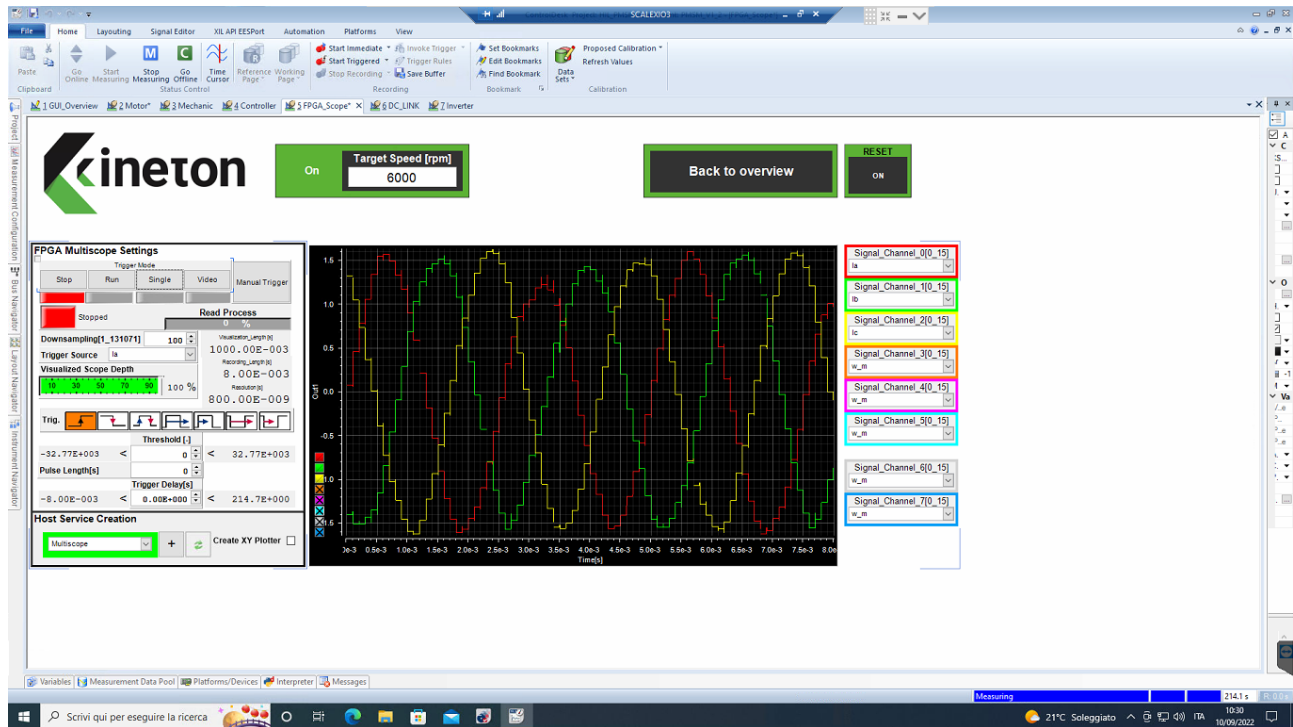 SCALEXIO3
File Home Layouting Signal Editor XIL API EESPort Automation Platforms View
Paste
Go Online
Start Measuring
Stop Measuring
Go Offline
Time Cursor
Reference Page
Working Page
Start Immediate
Start Triggered
Stop Recording
Invoke Trigger
Trigger Rules
Save Buffer
Set Bookmarks
Edit Bookmarks
Find Bookmark
Data Sets
Proposed Calibration
Refresh Values
Clipboard Status Control Recording Bookmark Calibration
1 GUI_Overview 2 Motor* 3 Mechanic 4 Controller 5 FPGA_Scope* 6 DC_LINK 7 Inverter
Project
Measurement Configuration
Bus Navigator
Layout Navigator
Instrument Navigator
kineton
On
Target Speed [rpm]
6000
Back to overview
RESET
ON
FPGA Multiscope Settings
Trigger Mode
Stop Run Single Video Manual Trigger
Stopped
Read Process
0 %
Downsampling[1_131071] 100
Visualization_Length [s]
1000.00E-003
Trigger Source Ia
Recording_Length [s]
8.00E-003
Visualized Scope Depth
10 30 50 70 90 100 %
Resolution [s]
800.00E-009
Trig.
Threshold [-]
-32.77E+003 < 0 < 32.77E+003
Pulse Length[s] 0
Trigger Delay[s]
-8.00E-003 < 0.00E+000 < 214.7E+000
Host Service Creation
Multiscope + Create XY Plotter
1.5
1.0
0.5
0.0
-0.5
Out1
0.5e-3 1.0e-3 1.5e-3 2.0e-3 2.5e-3 3.0e-3 3.5e-3 4.0e-3 4.5e-3 5.0e-3 5.5e-3 6.0e-3 6.5e-3 7.0e-3 7.5e-3
Time[s]
Signal_Channel_0[0_15]
Ia
Signal_Channel_1[0_15]
Ib
Signal_Channel_2[0_15]
Ic
Signal_Channel_3[0_15]
w_m
Signal_Channel_4[0_15]
w_m
Signal_Channel_5[0_15]
w_m
Signal_Channel_6[0_15]
w_m
Signal_Channel_7[0_15]
w_m
Variables Measurement Data Pool Platforms/Devices Interpreter Messages
Measuring 214.1 s
Scrivi qui per eseguire la ricerca
21°C Soleggiato ITA
10:30
10/09/2022